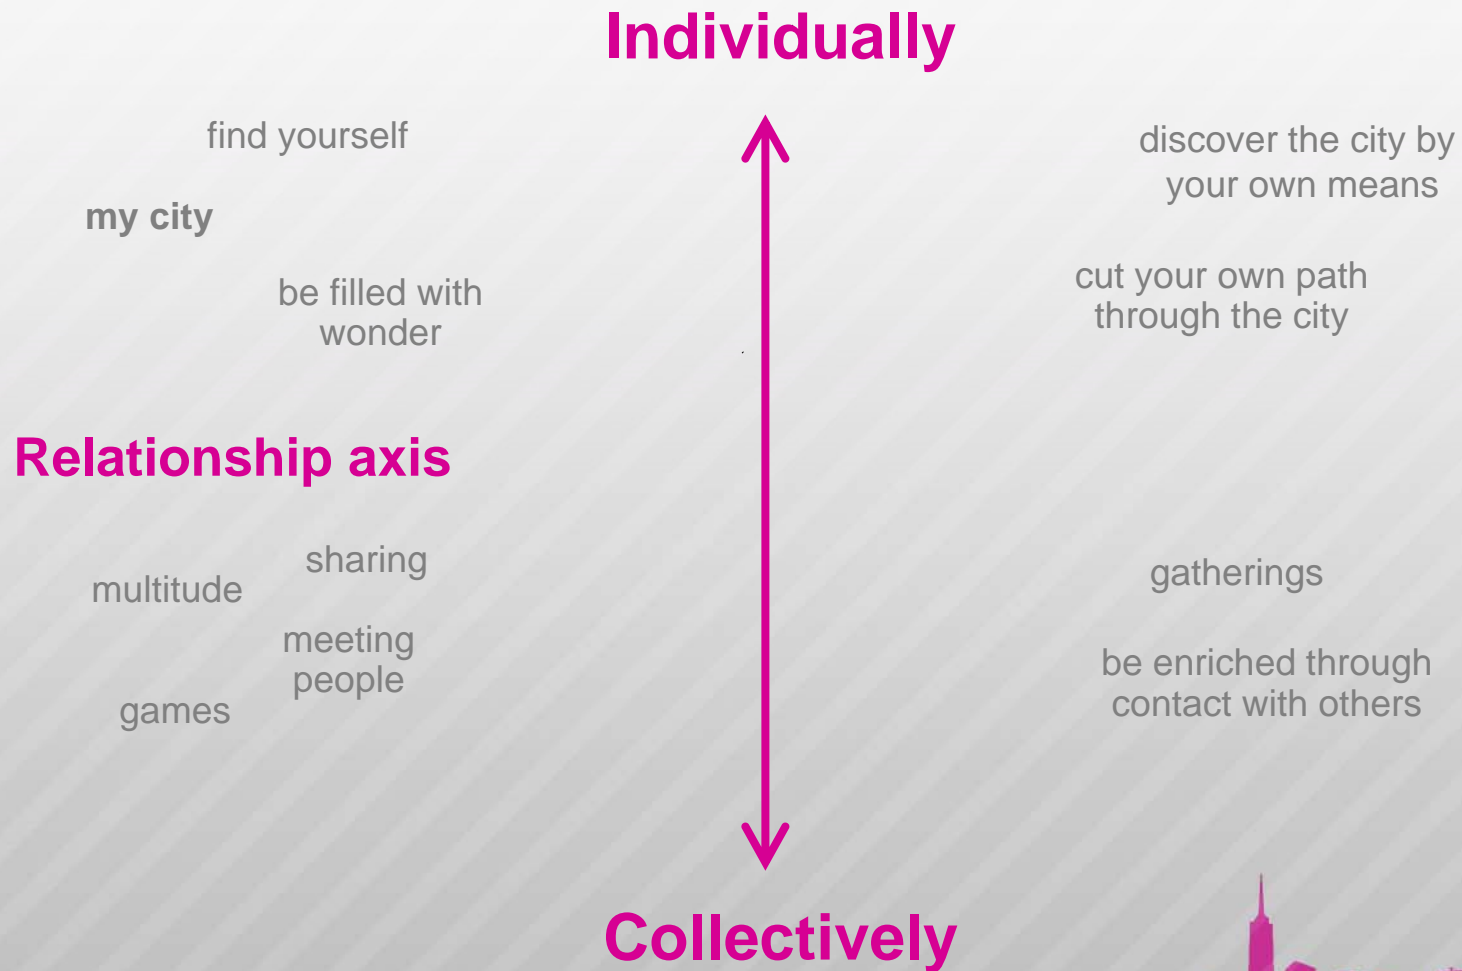 Individually
find yourself
my city
be filled with
wonder
discover the city by
your own means
cut your own path
through the city
Relationship axis
sharing
multitude
meeting
people
games
gatherings
be enriched through
contact with others
Collectively